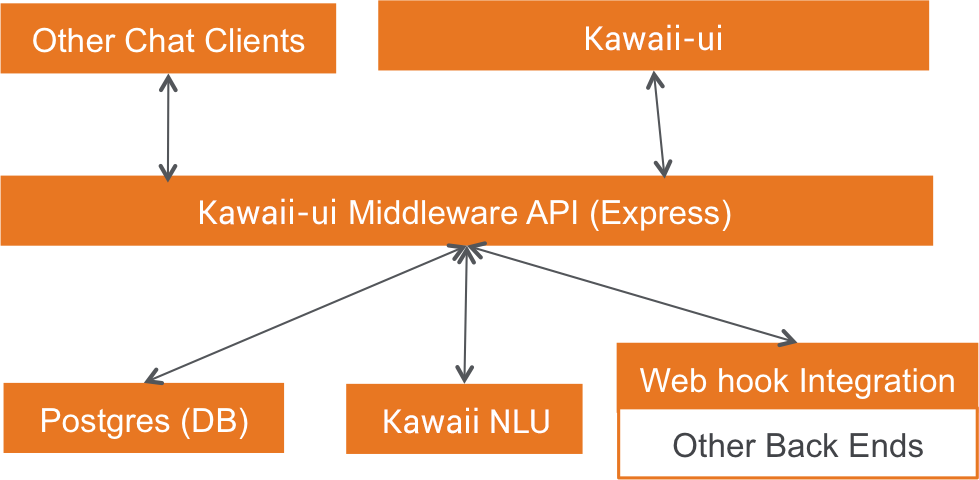 Other Chat Clients
Kawaii-ui
Kawaii-ui Middleware API (Express)
Postgres (DB)
Kawaii NLU
Web hook Integration
Other Back Ends